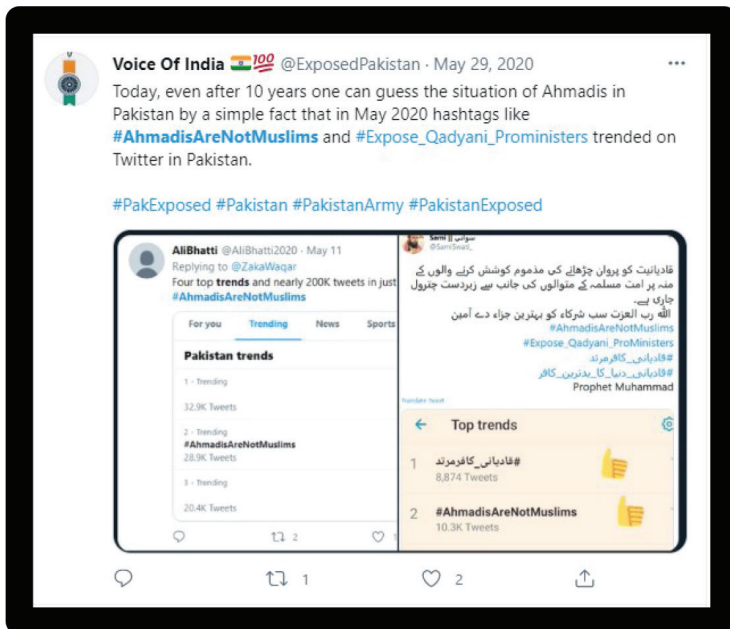 Voice Of India 🇮🇳💯 @ExposedPakistan · May 29, 2020
Today, even after 10 years one can guess the situation of Ahmadis in
Pakistan by a simple fact that in May 2020 hashtags like
#AhmadisAreNotMuslims and #Expose_Qadyani_Proministers trended on
Twitter in Pakistan.
#PakExposed #Pakistan #PakistanArmy #PakistanExposed
AliBhatti @AliBhatti2020 · May 11
Replying to @ZakaWaqar
Four top trends and nearly 200K tweets in just
#AhmadisAreNotMuslims
For you Trending News Sports
Pakistan trends
1 · Trending
32.9K Tweets
2 · Trending
#AhmadisAreNotMuslims
28.9K Tweets
3 · Trending
20.4K Tweets
2
Sami || سواتی
@SamiSwati_
قادیانیت کو پروان چڑھانے کی مذموم کوشش کرنے والوں کے
منہ پر امت مسلمہ کے متوالوں کی جانب سے زبردست چترول
جاری ہے۔
اللہ رب العزت سب شرکاء کو بہترین جزاء دے آمین
#AhmadisAreNotMuslims
#Expose_Qadyani_ProMinisters
#قادیانی_کافرمرتد
#قادیانی_دنیا_کا_بدترین_کافر
Prophet Muhammad
Translate Tweet
Top trends
1 #قادیانی_کافرمرتد
8,874 Tweets
2 #AhmadisAreNotMuslims
10.3K Tweets
1 2